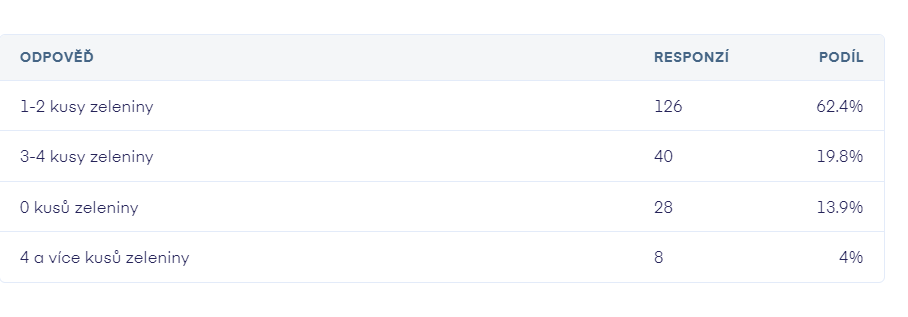 ODPOVĚĎ RESPONZÍ PODÍL
1-2 kusy zeleniny 126 62.4%
3-4 kusy zeleniny 40 19.8%
0 kusů zeleniny 28 13.9%
4 a více kusů zeleniny 8 4%